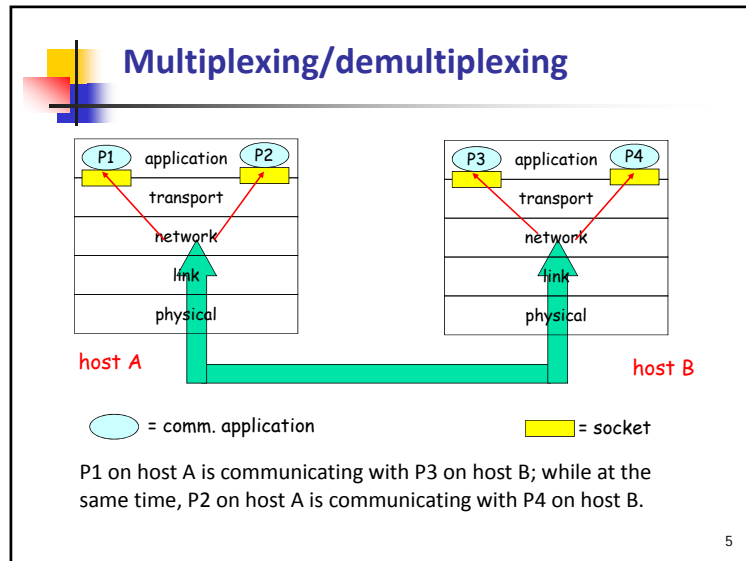 Multiplexing/demultiplexing
P1 application P2
transport
network
link
physical
host A
P3 application P4
transport
network
link
physical
host B
= comm. application
= socket
P1 on host A is communicating with P3 on host B; while at the
same time, P2 on host A is communicating with P4 on host B.
5